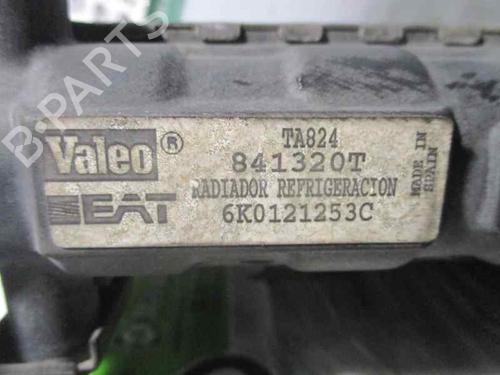 Valeo ®
SEAT
TA824
841320T
RADIADOR REFRIGERACION
6K0121253C
MADE IN
SPAIN
B-PARTS